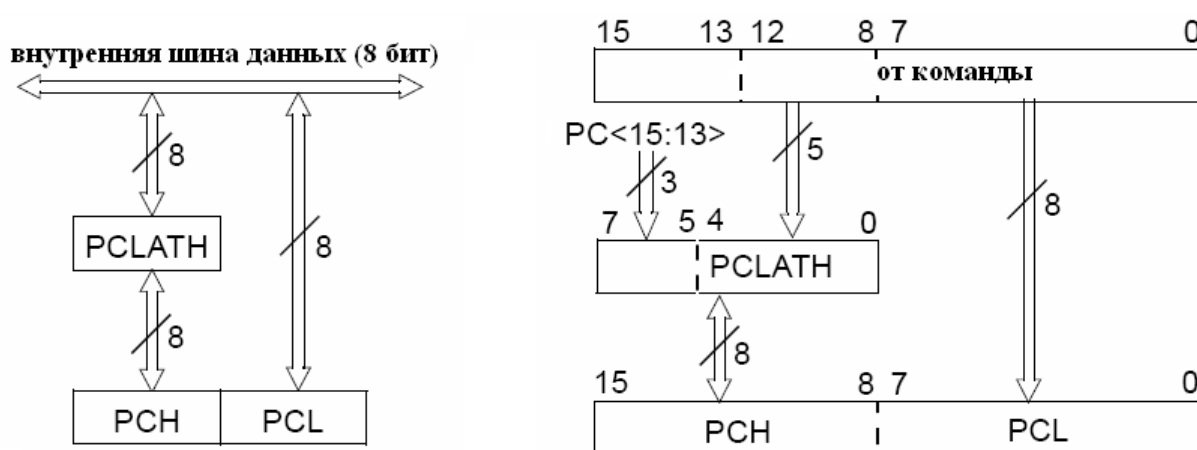 внутренняя шина данных (8 бит)
8
PCLATH
8
8
PCH PCL
15 13 12 8 7 0
от команды
PC<15:13>
3
5
8
7 5 4 0
PCLATH
8
15 8 7 0
PCH PCL